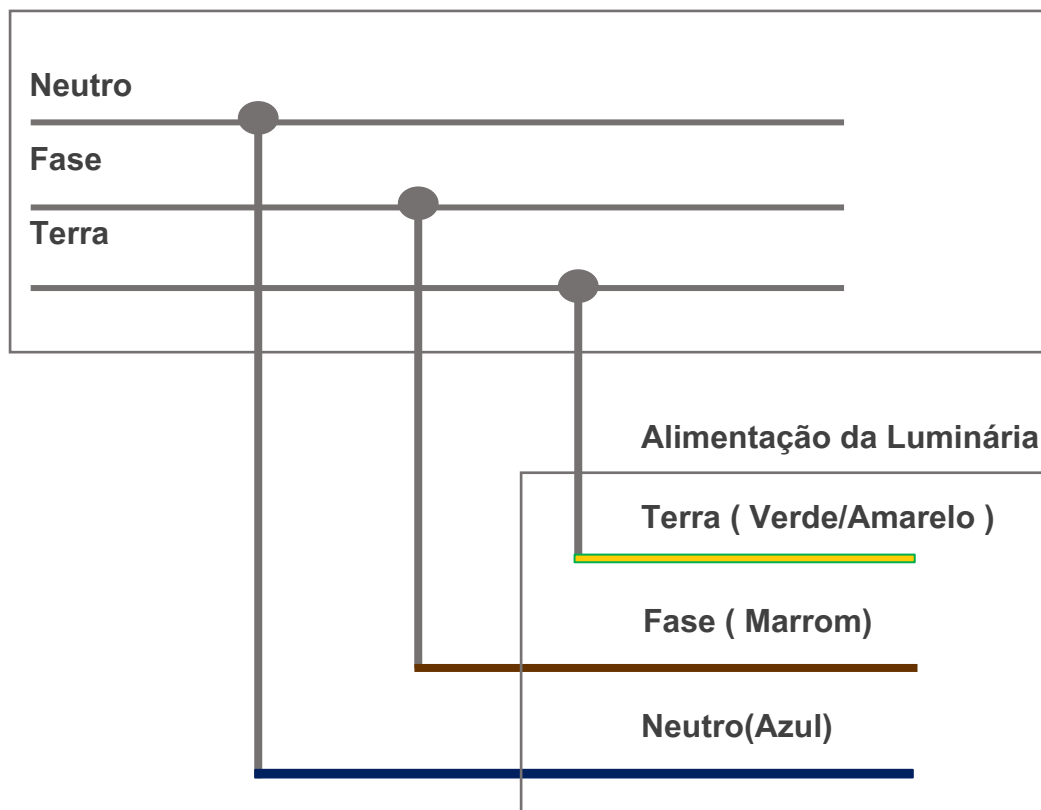 Neutro
Fase
Terra
Alimentação da Luminária
Terra ( Verde/Amarelo )
Fase ( Marrom)
Neutro(Azul)